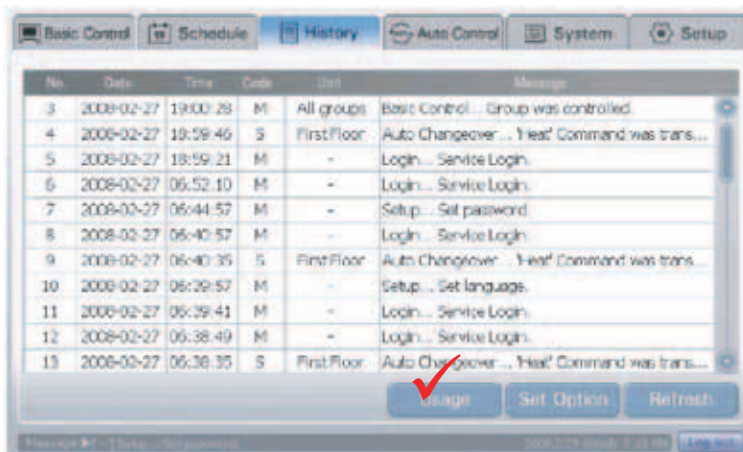 Basic Control Schedule History Auto Control System Setup
No Date Time Code Unit Message
3 2008-02-27 19:00:28 M All groups Basic Control... Group was controlled.
4 2008-02-27 18:59:46 S First Floor Auto Changeover ... 'Heat' Command was trans...
5 2008-02-27 18:59:21 M - Login... Service Login.
6 2008-02-27 06:52:10 M - Login... Service Login.
7 2008-02-27 06:44:57 M - Setup... Set password.
8 2008-02-27 06:40:57 M - Login... Service Login.
9 2008-02-27 06:40:35 S First Floor Auto Changeover ... 'Heat' Command was trans...
10 2008-02-27 06:39:57 M - Setup... Set language.
11 2008-02-27 06:39:41 M - Login... Service Login.
12 2008-02-27 06:38:49 M - Login... Service Login.
13 2008-02-27 06:38:35 S First Floor Auto Changeover ... 'Heat' Command was trans...
Usage Set Option Refresh
Message Setup... Set password. Log out